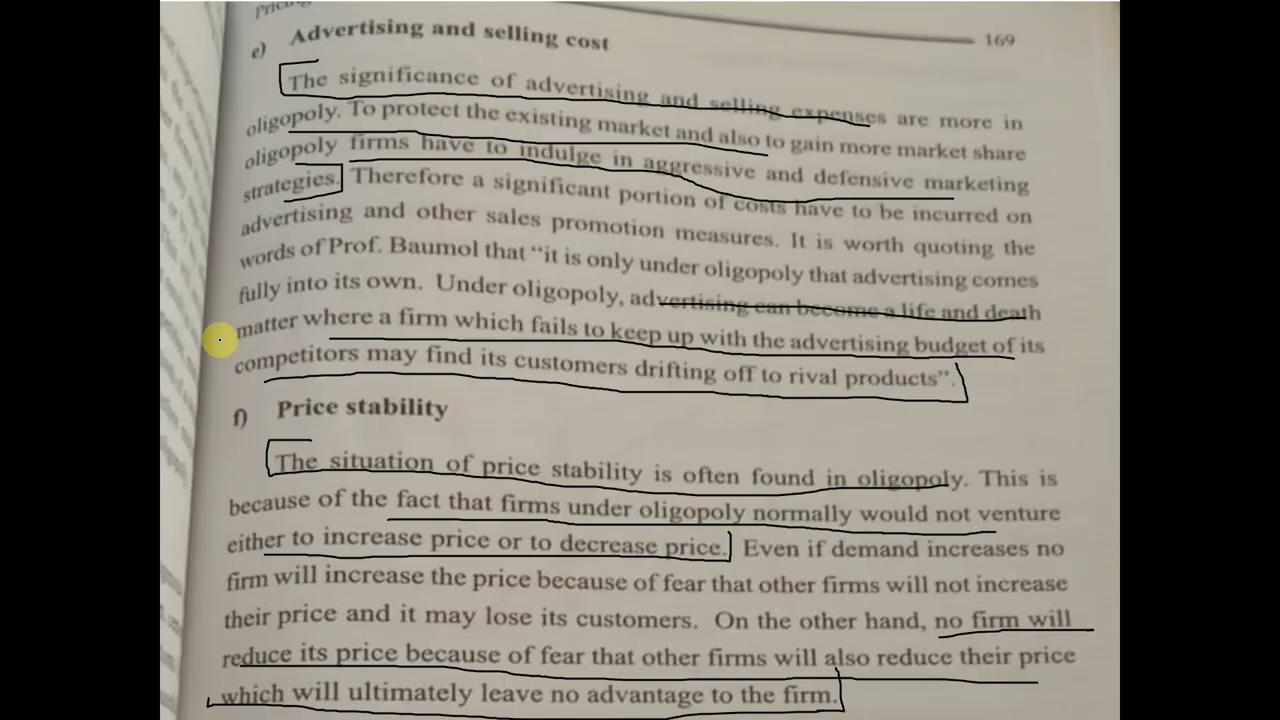 Pricing
169
e) Advertising and selling cost
The significance of advertising and selling expenses are more in
oligopoly. To protect the existing market and also to gain more market share
oligopoly firms have to indulge in aggressive and defensive marketing
strategies. Therefore a significant portion of costs have to be incurred on
advertising and other sales promotion measures. It is worth quoting the
words of Prof. Baumol that “it is only under oligopoly that advertising comes
fully into its own. Under oligopoly, advertising can become a life and death
matter where a firm which fails to keep up with the advertising budget of its
competitors may find its customers drifting off to rival products”.
f) Price stability
The situation of price stability is often found in oligopoly. This is
because of the fact that firms under oligopoly normally would not venture
either to increase price or to decrease price. Even if demand increases no
firm will increase the price because of fear that other firms will not increase
their price and it may lose its customers. On the other hand, no firm will
reduce its price because of fear that other firms will also reduce their price
which will ultimately leave no advantage to the firm.